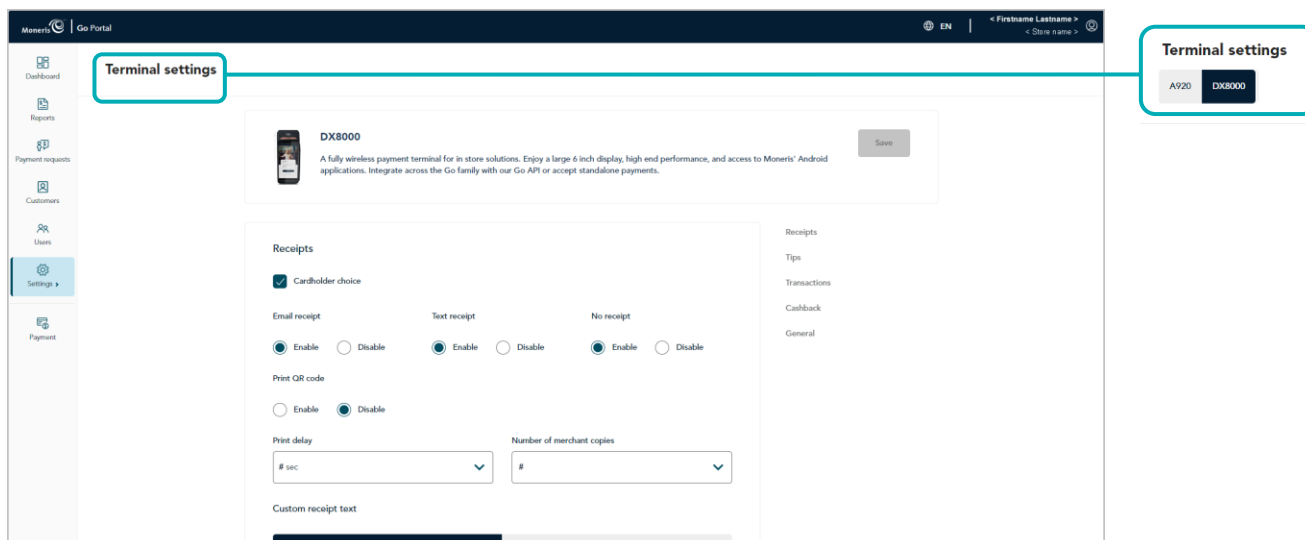 Moneris Go Portal
EN
< Firstname Lastname >
< Store name >
Dashboard
Reports
Payment requests
Customers
Users
Settings
Payment
Terminal settings
Terminal settings
A920 DX8000
DX8000
A fully wireless payment terminal for in store solutions. Enjoy a large 6 inch display, high end performance, and access to Moneris' Android
applications. Integrate across the Go family with our Go API or accept standalone payments.
Save
Receipts
Cardholder choice
Email receipt Text receipt No receipt
Enable Disable Enable Disable Enable Disable
Print QR code
Enable Disable
Print delay Number of merchant copies
# sec #
Custom receipt text
Receipts
Tips
Transactions
Cashback
General